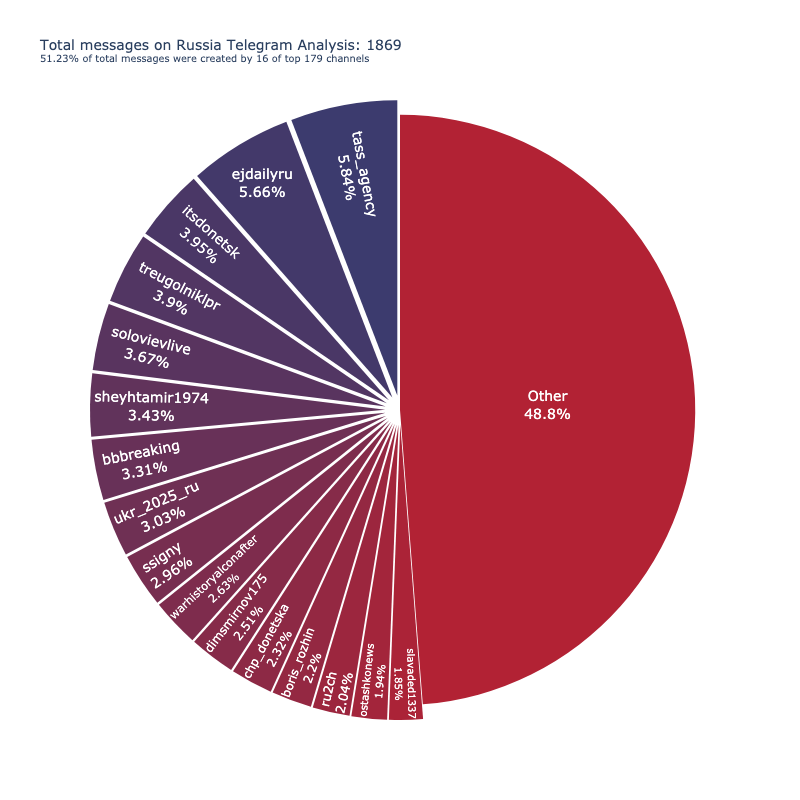 Total messages on Russia Telegram Analysis: 1869
51.23% of total messages were created by 16 of top 179 channels
tass_agency
5.84%
ejdailyru
5.66%
itsdonetsk
3.95%
treugolniklpr
3.9%
solovievlive
3.67%
sheyhtamir1974
3.43%
bbbreaking
3.31%
ukr_2025_ru
3.03%
ssigny
2.96%
warhistoryalconafter
2.63%
dimsmirnov175
2.51%
chp_donetska
2.32%
boris_rozhin
2.2%
ru2ch
2.04%
ostashkonews
1.94%
slavaded1337
1.85%
Other
48.8%